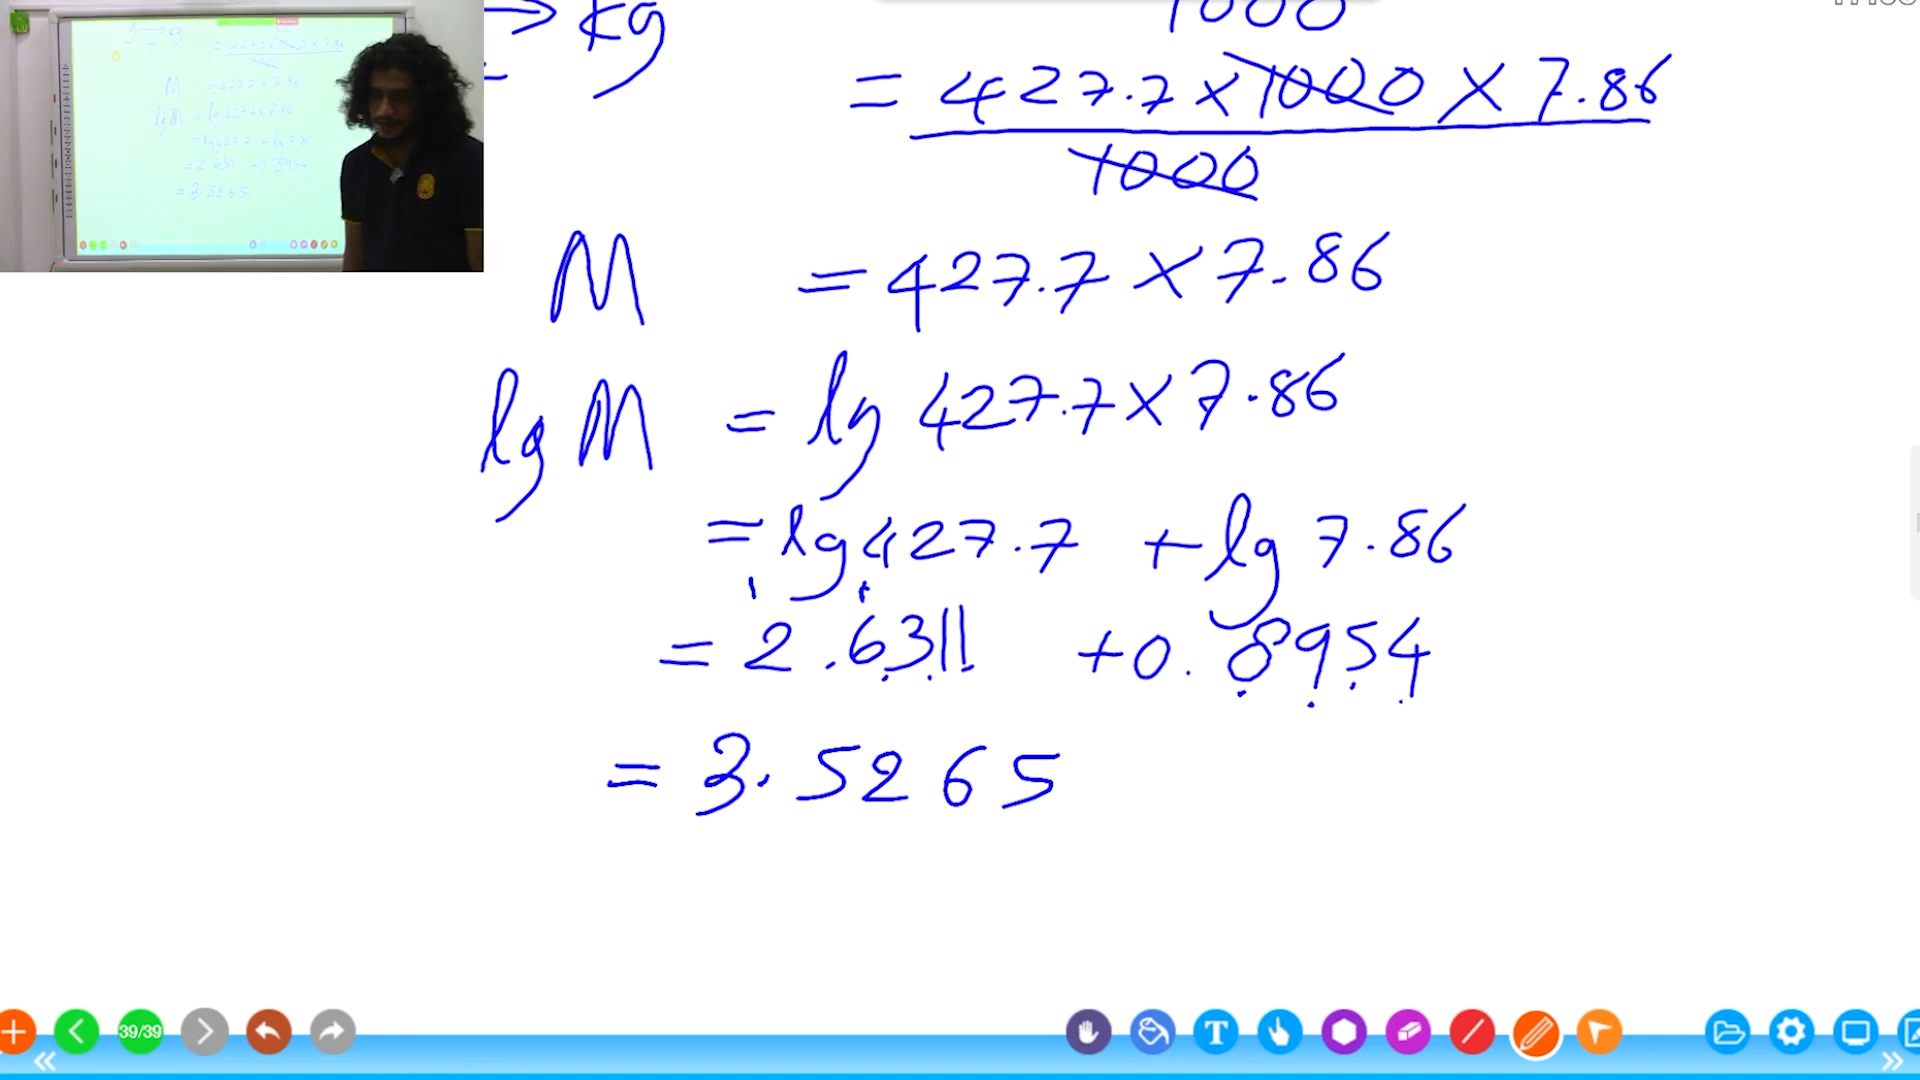 → kg
1000
= 427.7 × 1000 × 7.86
1000
M = 427.7 × 7.86
lg M = lg 427.7 × 7.86
= lg 427.7 + lg 7.86
= 2.6311 + 0.8954
= 3.5265
39/39
T